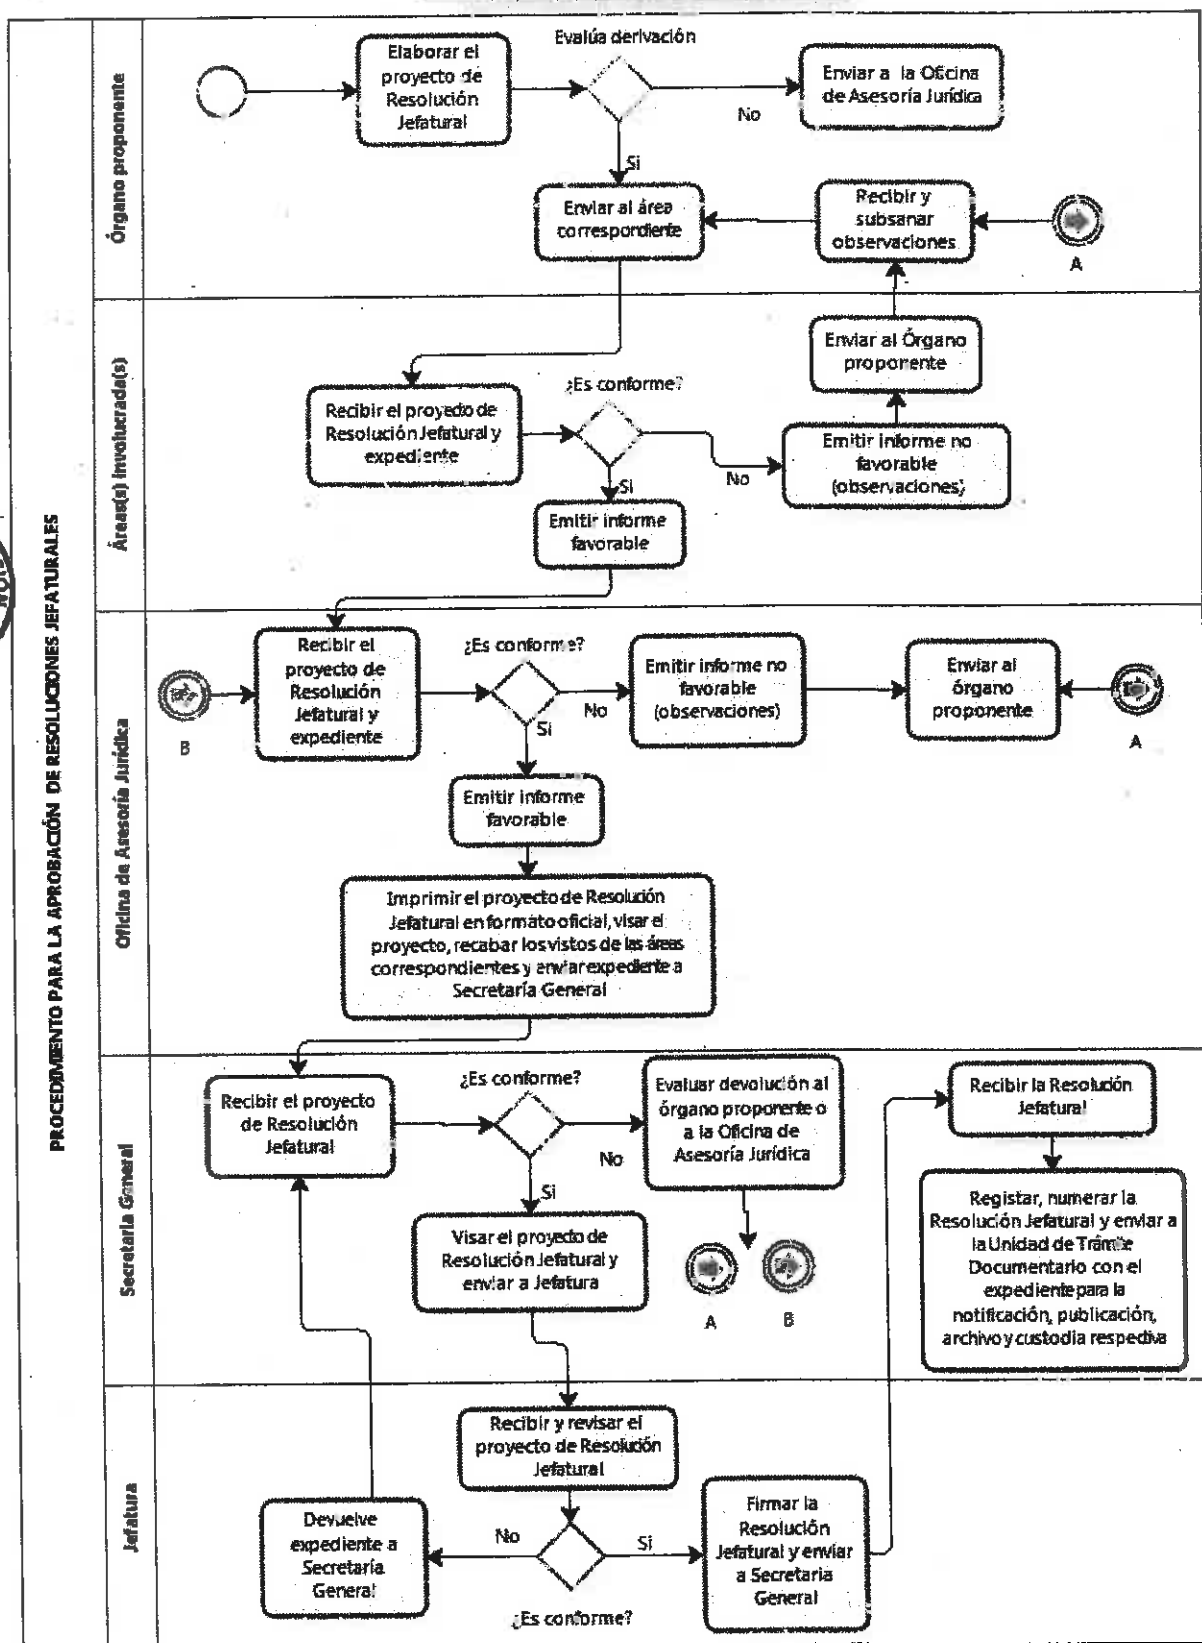 PROCEDIMIENTO PARA LA APROBACIÓN DE RESOLUCIONES JEFATURALES
Órgano proponente
Elaborar el
proyecto de
Resolución
Jefatural
Evalúa derivación
No
Enviar a la Oficina
de Asesoría Jurídica
Si
Enviar al área
correspondiente
Recibir y
subsanar
observaciones
A
Áreas(s) involucrada(s)
Recibir el proyecto de
Resolución Jefatural y
expediente
¿Es conforme?
No
Emitir informe no
favorable
(observaciones)
Enviar al Órgano
proponente
Si
Emitir informe
favorable
Oficina de Asesoría Jurídica
B
Recibir el
proyecto de
Resolución
Jefatural y
expediente
¿Es conforme?
No
Emitir informe no
favorable
(observaciones)
Enviar al
órgano
proponente
A
Si
Emitir informe
favorable
Imprimir el proyecto de Resolución
Jefatural en formato oficial, visar el
proyecto, recabar los vistos de las áreas
correspondientes y enviar expediente a
Secretaría General
Secretaria General
Recibir el proyecto
de Resolución
Jefatural
¿Es conforme?
No
Evaluar devolución al
órgano proponente o
a la Oficina de
Asesoría Jurídica
A
B
Si
Visar el proyecto de
Resolución Jefatural y
enviar a Jefatura
Recibir la Resolución
Jefatural
Registar, numerar la
Resolución Jefatural y enviar a
la Unidad de Trámite
Documentario con el
expediente para la
notificación, publicación,
archivo y custodia respectiva
Jefatura
Recibir y revisar el
proyecto de Resolución
Jefatural
¿Es conforme?
No
Devuelve
expediente a
Secretaría
General
Si
Firmar la
Resolución
Jefatural y enviar
a Secretaria
General